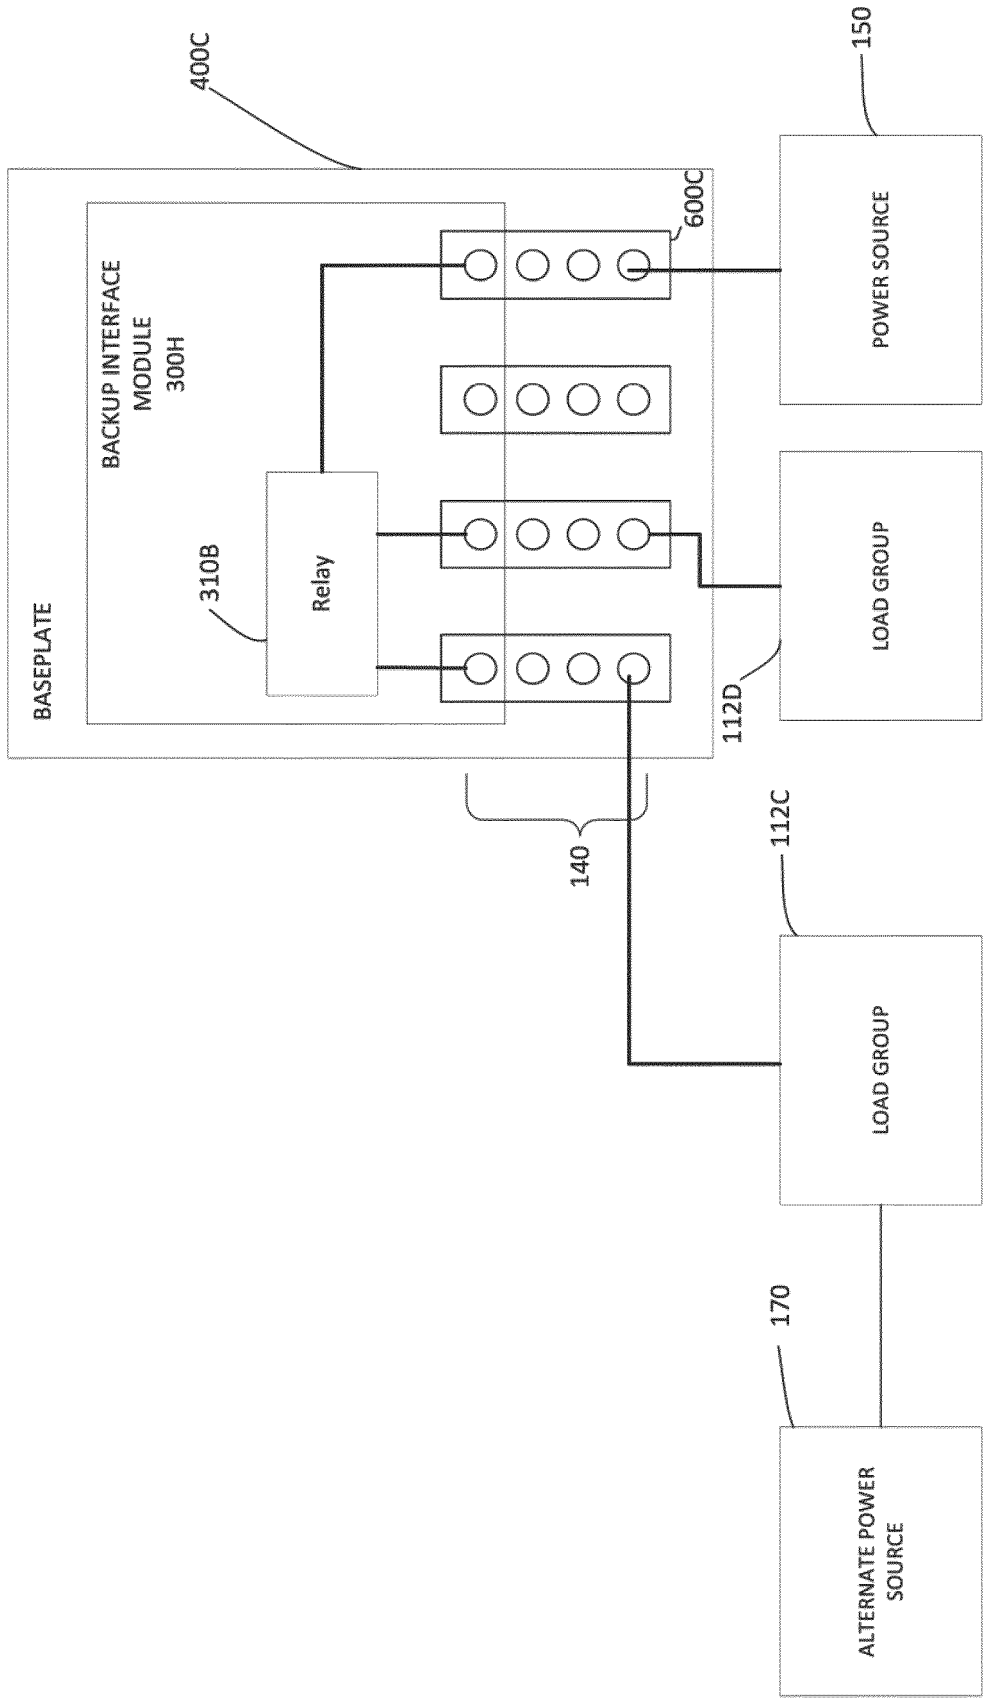 BASEPLATE
BACKUP INTERFACE
MODULE
300H
400C
310B
Relay
600C
140
170
112C
112D
150
ALTERNATE POWER
SOURCE
LOAD GROUP
LOAD GROUP
POWER SOURCE